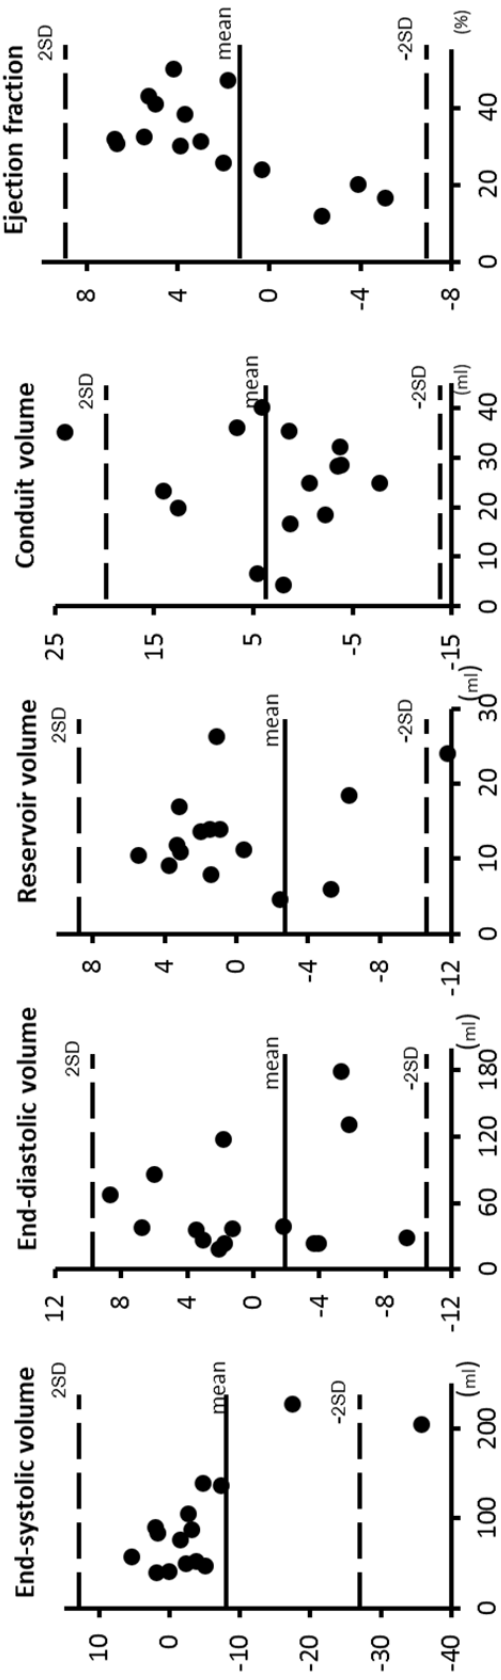 End-systolic volume
10
0
-10
-20
-30
-40
2SD
mean
-2SD
0
100
200
(ml)
End-diastolic volume
12
8
4
0
-4
-8
-12
2SD
mean
-2SD
0
60
120
180
(ml)
Reservoir volume
8
4
0
-4
-8
-12
2SD
mean
-2SD
0
10
20
30
(ml)
Conduit volume
25
15
5
-5
-15
2SD
mean
-2SD
0
10
20
30
40
(ml)
Ejection fraction
8
4
0
-4
-8
2SD
mean
-2SD
0
20
40
(%)